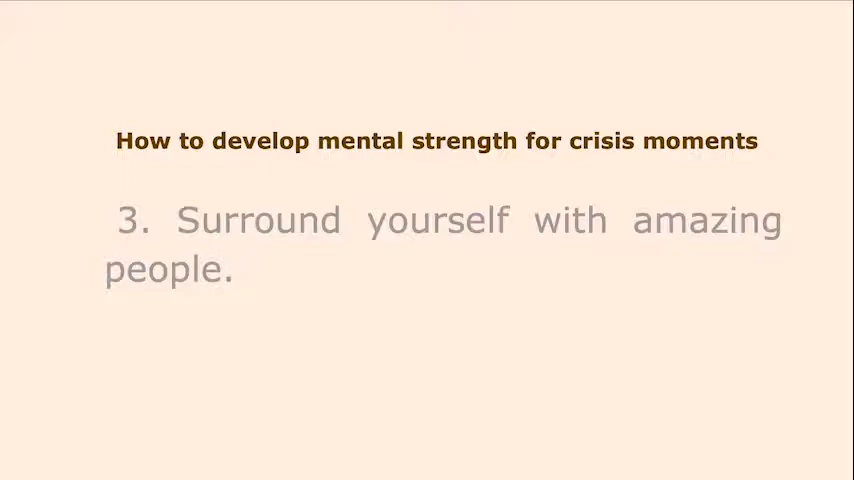 How to develop mental strength for crisis moments
3. Surround yourself with amazing
people.